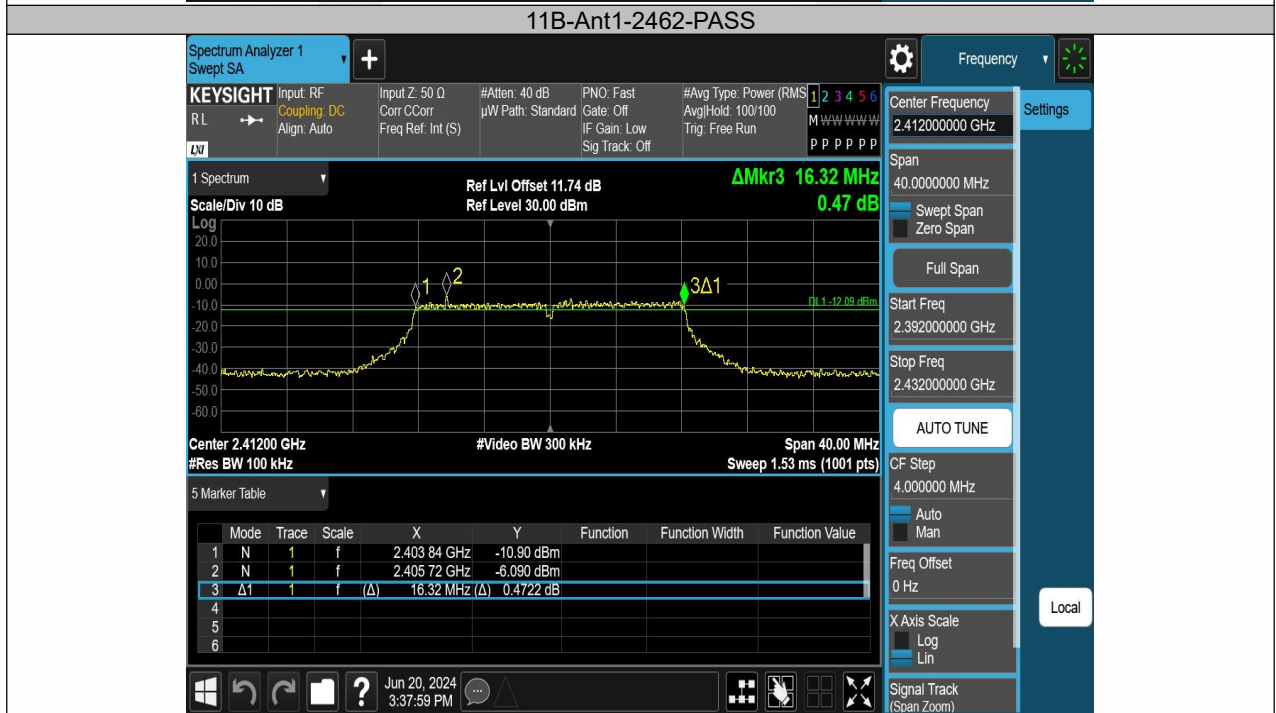 11B-Ant1-2462-PASS
Spectrum Analyzer 1
Swept SA
+
Frequency
KEYSIGHT
RL
LXI
Input: RF
Coupling: DC
Align: Auto
Input Z: 50 Ω
Corr CCorr
Freq Ref: Int (S)
#Atten: 40 dB
µW Path: Standard
PNO: Fast
Gate: Off
IF Gain: Low
Sig Track: Off
#Avg Type: Power (RMS
Avg|Hold: 100/100
Trig: Free Run
1 2 3 4 5 6
M W W W W W
P P P P P P
Center Frequency
2.412000000 GHz
Settings
Span
40.0000000 MHz
Swept Span
Zero Span
Full Span
Start Freq
2.392000000 GHz
Stop Freq
2.432000000 GHz
AUTO TUNE
CF Step
4.000000 MHz
Auto
Man
Freq Offset
0 Hz
X Axis Scale
Log
Lin
Signal Track
(Span Zoom)
Local
1 Spectrum
Scale/Div 10 dB
Ref Lvl Offset 11.74 dB
Ref Level 30.00 dBm
ΔMkr3 16.32 MHz
0.47 dB
Log
20.0
10.0
0.00
-10.0
-20.0
-30.0
-40.0
-50.0
-60.0
1
2
3Δ1
DL1 -12.09 dBm
Center 2.41200 GHz
#Video BW 300 kHz
Span 40.00 MHz
#Res BW 100 kHz
Sweep 1.53 ms (1001 pts)
5 Marker Table
Mode Trace Scale X Y Function Function Width Function Value
1 N 1 f 2.403 84 GHz -10.90 dBm
2 N 1 f 2.405 72 GHz -6.090 dBm
3 Δ1 1 f (Δ) 16.32 MHz (Δ) 0.4722 dB
4
5
6
?
Jun 20, 2024
3:37:59 PM